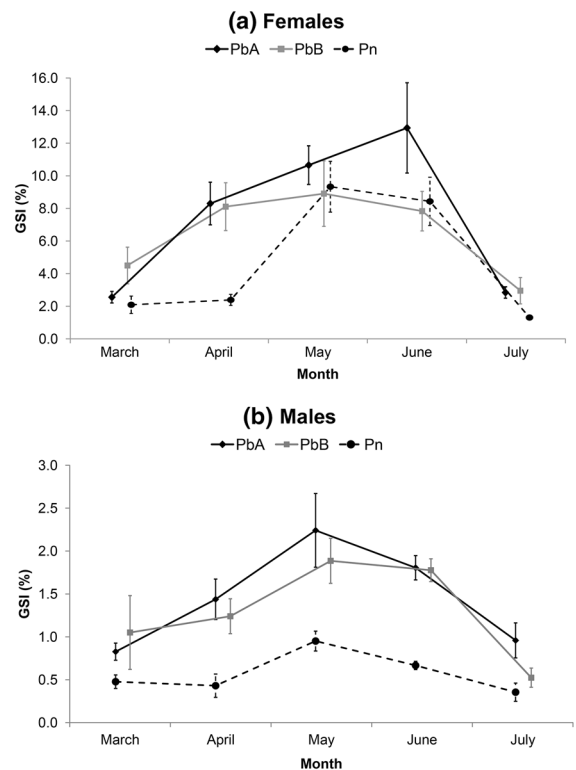 (a) Females
PbA PbB Pn
16.0
14.0
12.0
10.0
8.0
6.0
4.0
2.0
0.0
GSI (%)
March April May June July
Month
(b) Males
PbA PbB Pn
3.0
2.5
2.0
1.5
1.0
0.5
0.0
GSI (%)
March April May June July
Month